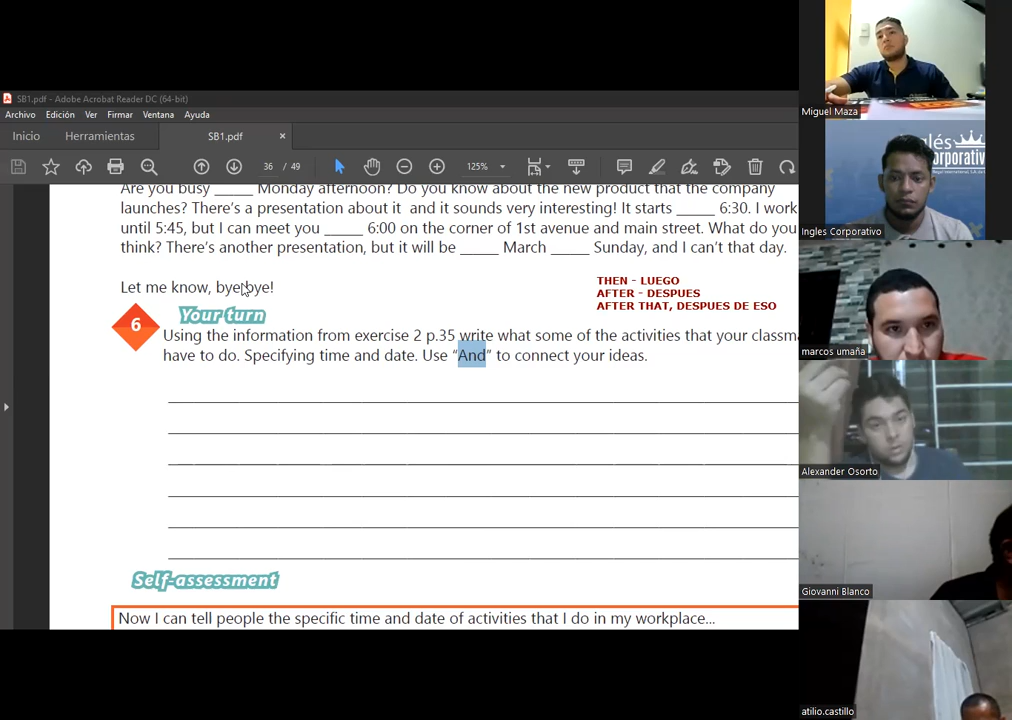 SB1.pdf - Adobe Acrobat Reader DC (64-bit)
Archivo Edición Ver Firmar Ventana Ayuda
Inicio Herramientas SB1.pdf ×
36 / 49 125%
Are you busy _____ Monday afternoon? Do you know about the new product that the company
launches? There's a presentation about it and it sounds very interesting! It starts _____ 6:30. I work
until 5:45, but I can meet you _____ 6:00 on the corner of 1st avenue and main street. What do you
think? There's another presentation, but it will be _____ March _____ Sunday, and I can't that day.
Let me know, bye bye!
THEN - LUEGO
AFTER - DESPUES
AFTER THAT, DESPUES DE ESO
6
Your turn
Using the information from exercise 2 p.35 write what some of the activities that your classma
have to do. Specifying time and date. Use “And” to connect your ideas.
Self-assessment
Now I can tell people the specific time and date of activities that I do in my workplace...
Miguel Maza
Inglés
Corporativo
Ingles Corporativo
marcos umaña
Alexander Osorto
Giovanni Blanco
atilio.castillo